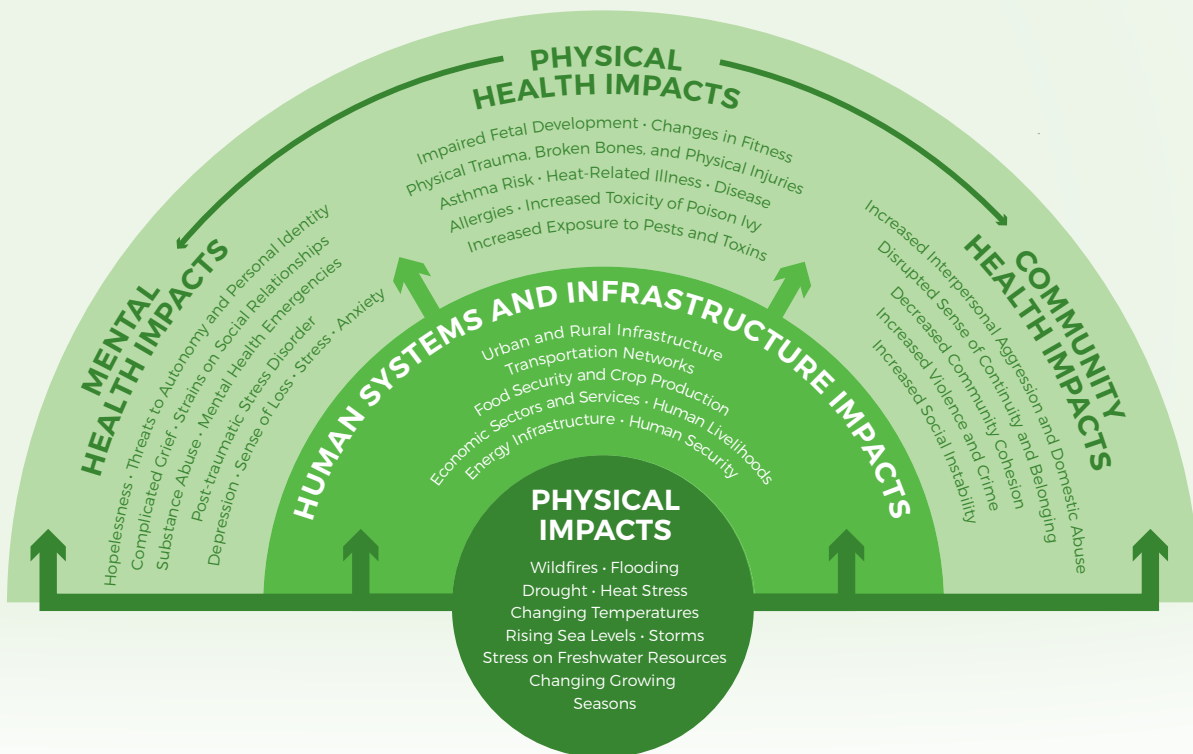 PHYSICAL
HEALTH IMPACTS
Impaired Fetal Development • Changes in Fitness
Physical Trauma, Broken Bones, and Physical Injuries
Asthma Risk • Heat-Related Illness • Disease
Allergies • Increased Toxicity of Poison Ivy
Increased Exposure to Pests and Toxins
MENTAL
HEALTH IMPACTS
Hopelessness • Threats to Autonomy and Personal Identity
Complicated Grief • Strains on Social Relationships
Substance Abuse • Mental Health Emergencies
Post-traumatic Stress Disorder
Depression • Sense of Loss • Stress • Anxiety
COMMUNITY
HEALTH IMPACTS
Increased Interpersonal Aggression and Domestic Abuse
Disrupted Sense of Continuity and Belonging
Decreased Community Cohesion
Increased Violence and Crime
Increased Social Instability
HUMAN SYSTEMS AND INFRASTRUCTURE IMPACTS
Urban and Rural Infrastructure
Transportation Networks
Food Security and Crop Production
Economic Sectors and Services • Human Livelihoods
Energy Infrastructure • Human Security
PHYSICAL
IMPACTS
Wildfires • Flooding
Drought • Heat Stress
Changing Temperatures
Rising Sea Levels • Storms
Stress on Freshwater Resources
Changing Growing
Seasons